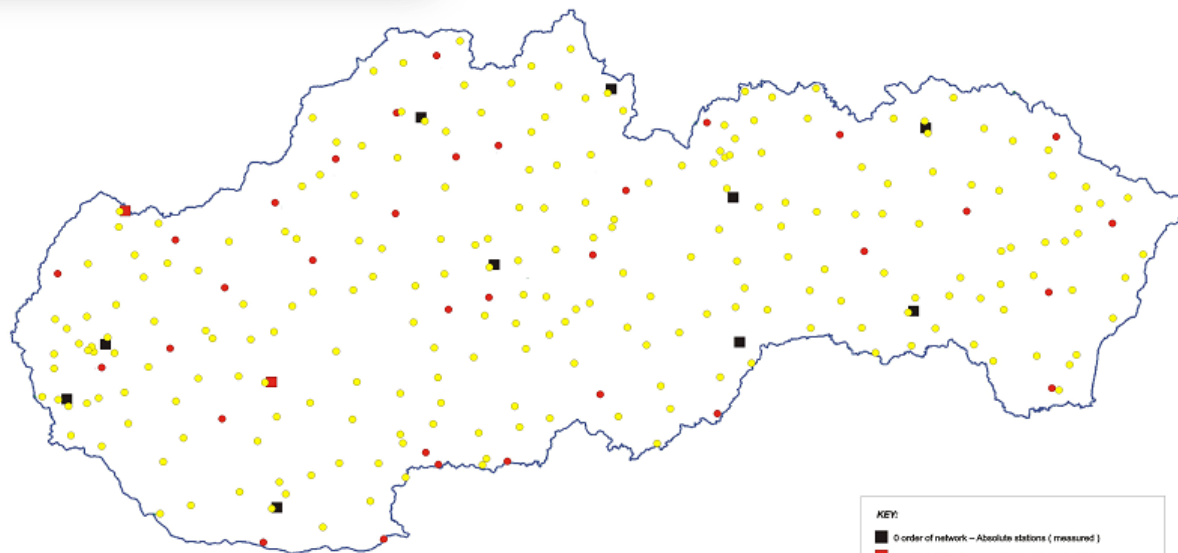 KEY:
0 order of network – Absolute stations ( measured )